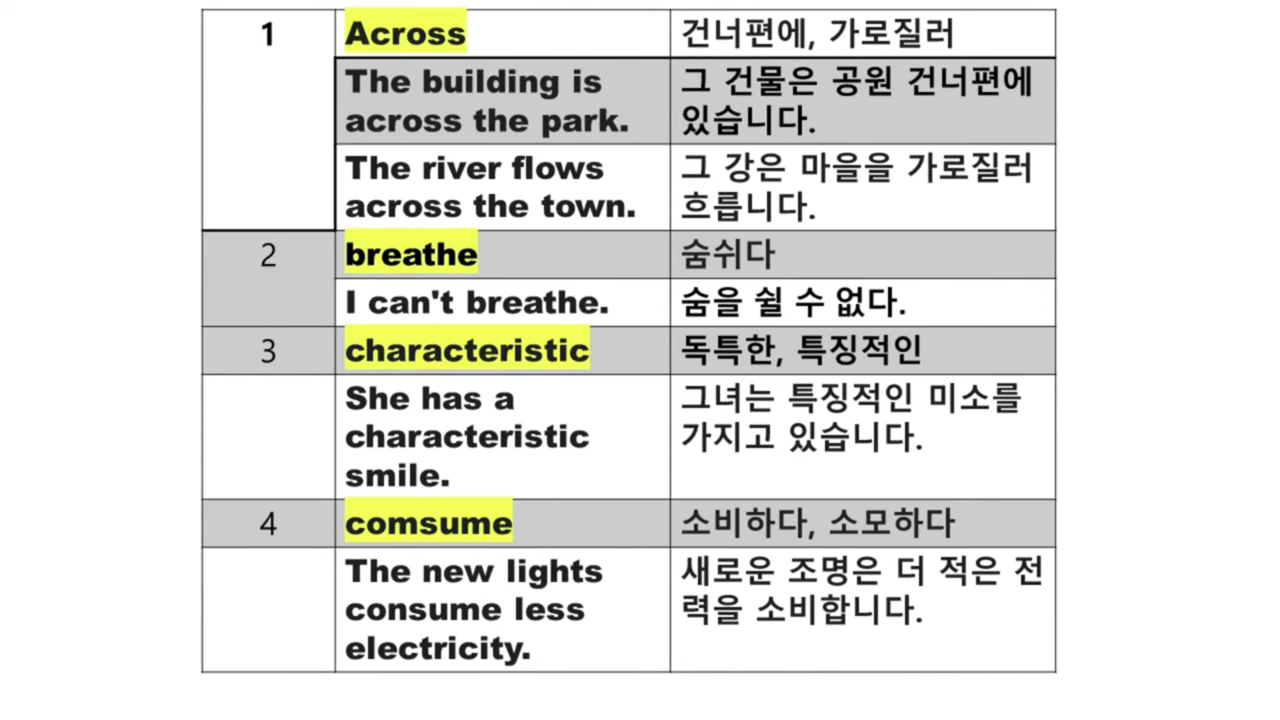 1 Across 건너편에, 가로질러
The building is
across the park.
그 건물은 공원 건너편에
있습니다.
The river flows
across the town.
그 강은 마을을 가로질러
흐릅니다.
2 breathe 숨쉬다
I can't breathe. 숨을 쉴 수 없다.
3 characteristic 독특한, 특징적인
She has a
characteristic
smile.
그녀는 특징적인 미소를
가지고 있습니다.
4 comsume 소비하다, 소모하다
The new lights
consume less
electricity.
새로운 조명은 더 적은 전
력을 소비합니다.